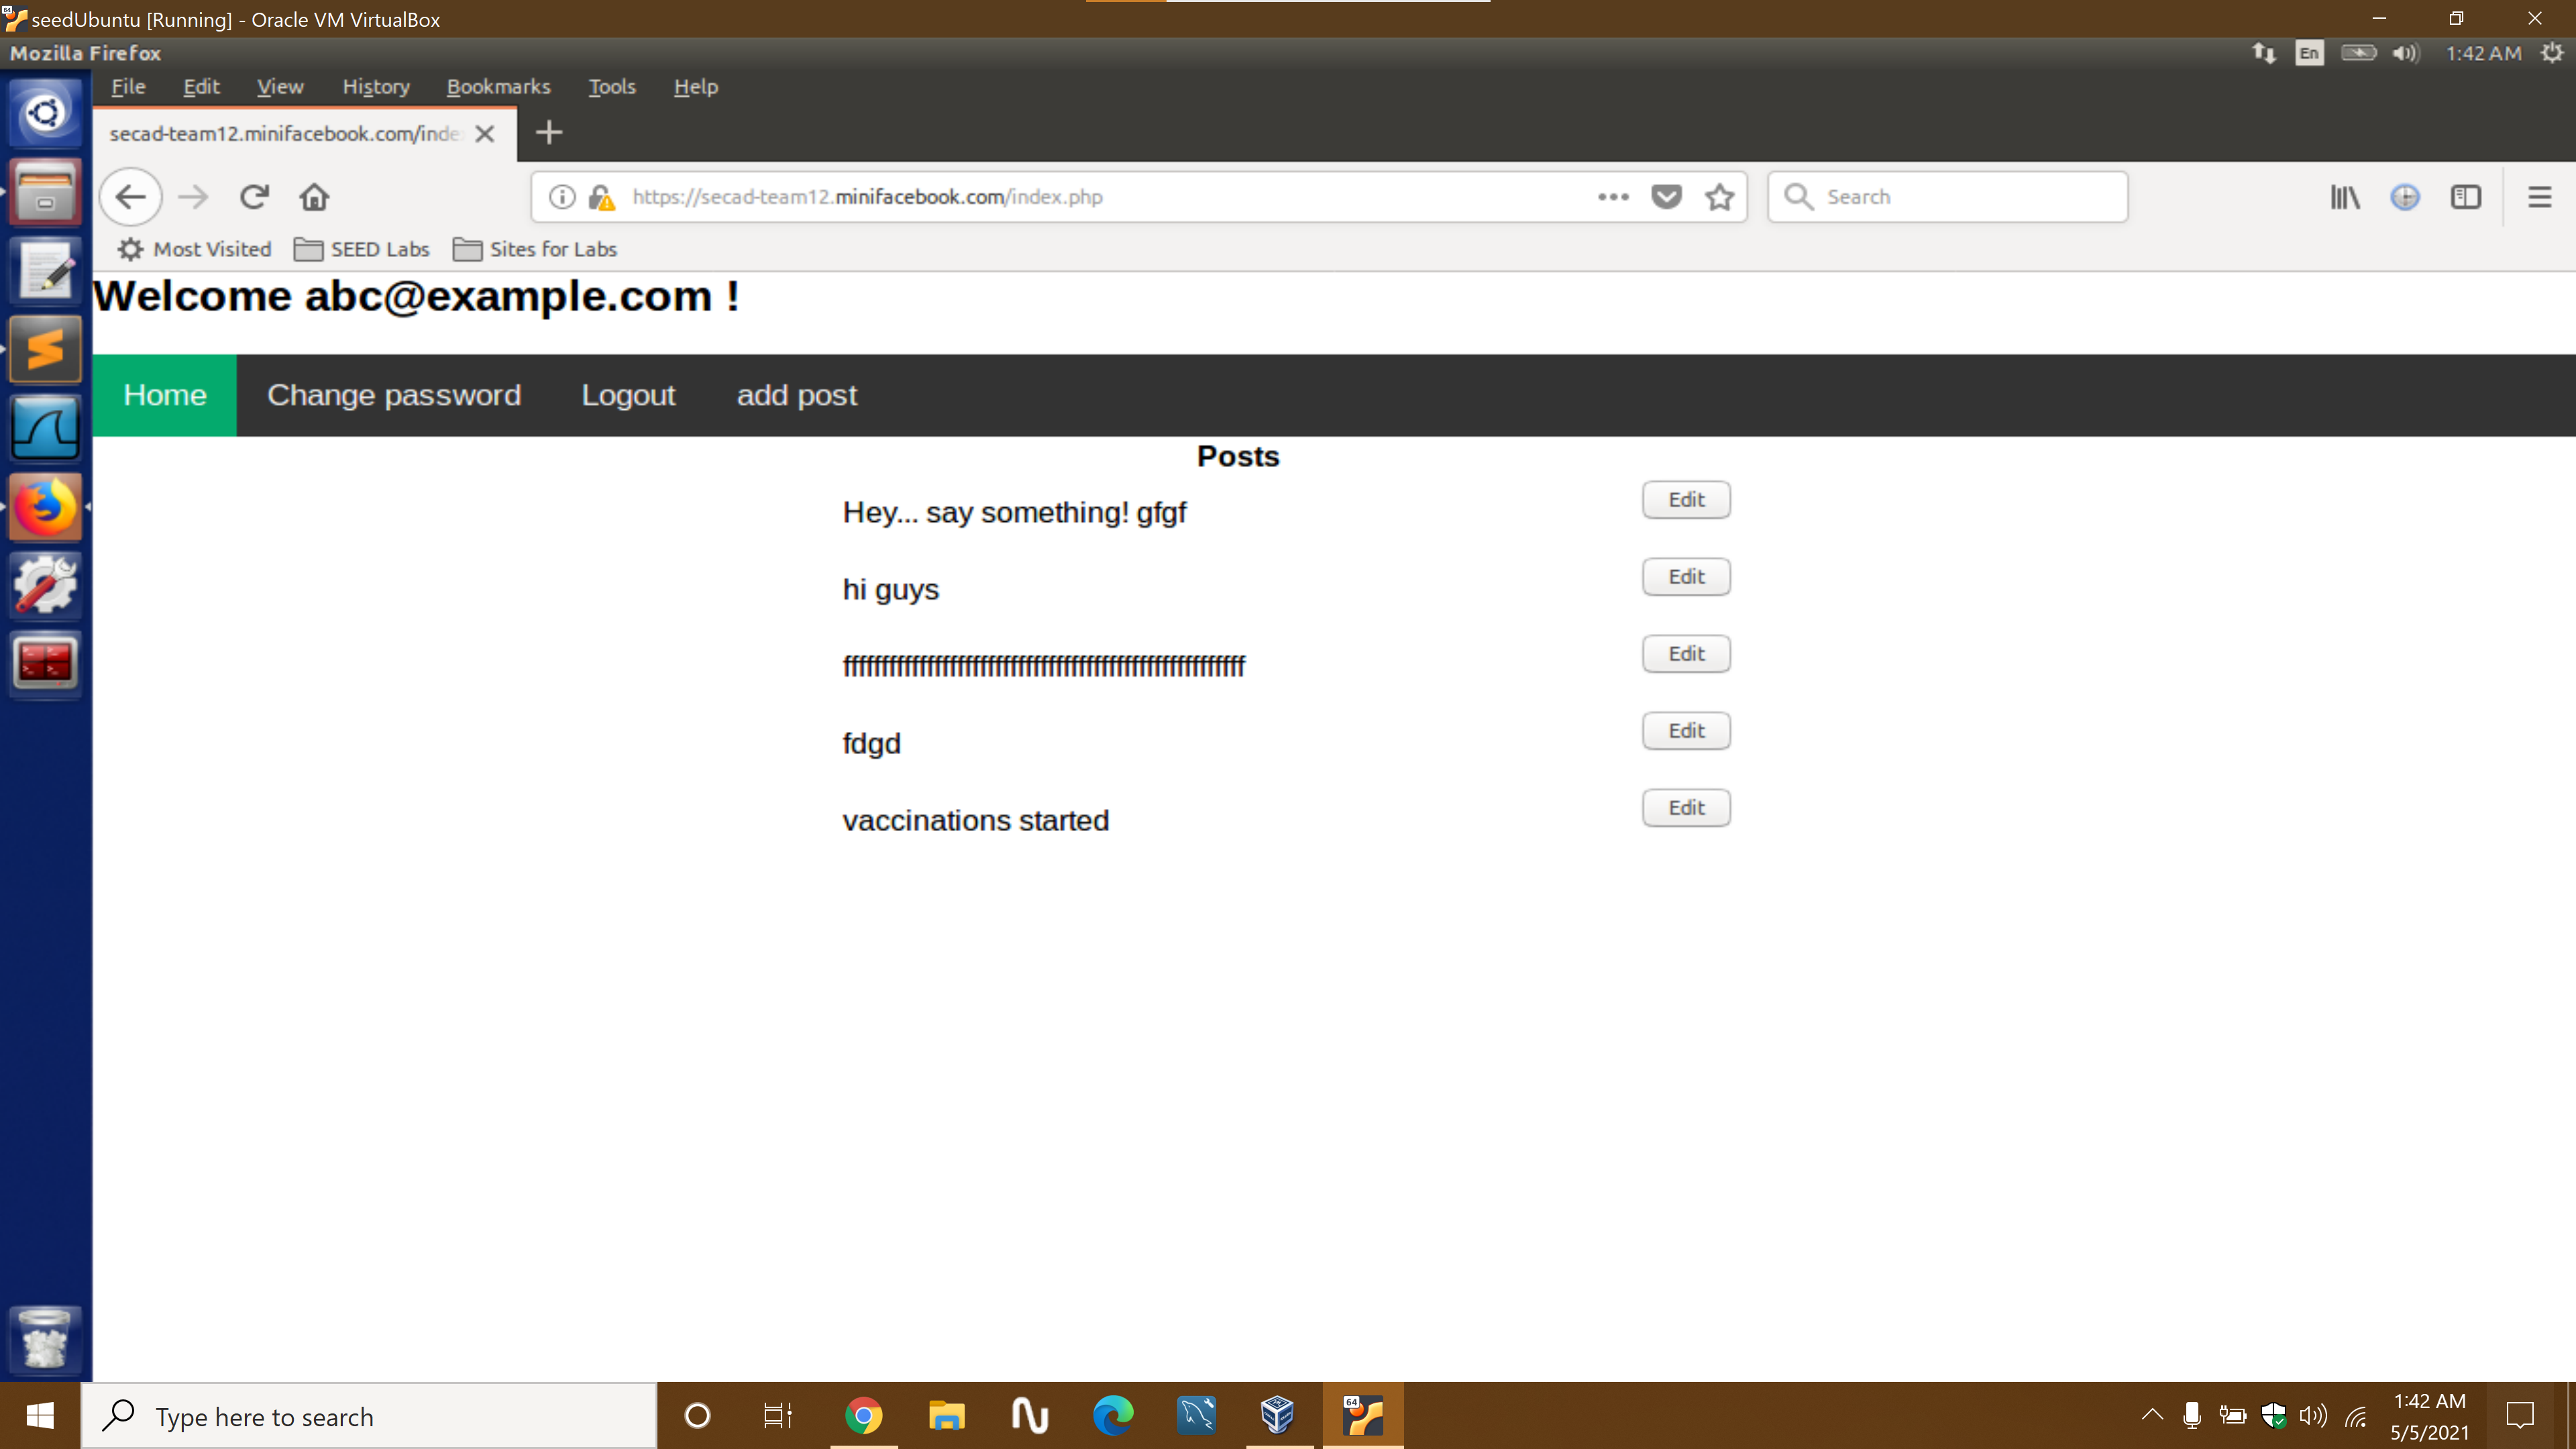 seedUbuntu [Running] - Oracle VM VirtualBox
Mozilla Firefox
En
1:42 AM
File Edit View History Bookmarks Tools Help
secad-team12.minifacebook.com/inde
https://secad-team12.minifacebook.com/index.php
Search
Most Visited SEED Labs Sites for Labs
Welcome abc@example.com !
Home Change password Logout add post
Posts
Hey... say something! gfgf Edit
hi guys Edit
Edit
fdgd Edit
vaccinations started Edit
Type here to search
64
1:42 AM
5/5/2021